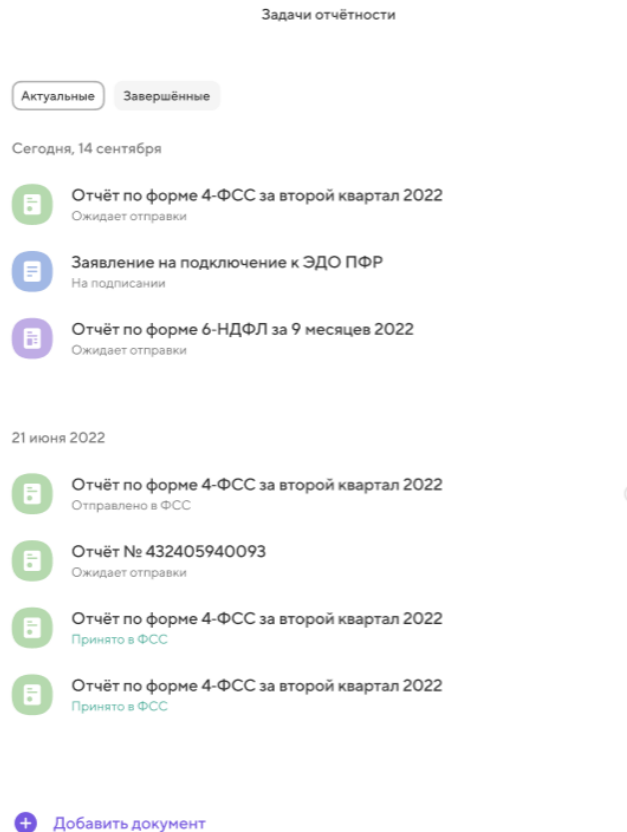 Задачи отчётности
Актуальные Завершённые
Сегодня, 14 сентября
Отчёт по форме 4-ФСС за второй квартал 2022
Ожидает отправки
Заявление на подключение к ЭДО ПФР
На подписании
Отчёт по форме 6-НДФЛ за 9 месяцев 2022
Ожидает отправки
21 июня 2022
Отчёт по форме 4-ФСС за второй квартал 2022
Отправлено в ФСС
Отчёт № 432405940093
Ожидает отправки
Отчёт по форме 4-ФСС за второй квартал 2022
Принято в ФСС
Отчёт по форме 4-ФСС за второй квартал 2022
Принято в ФСС
Добавить документ